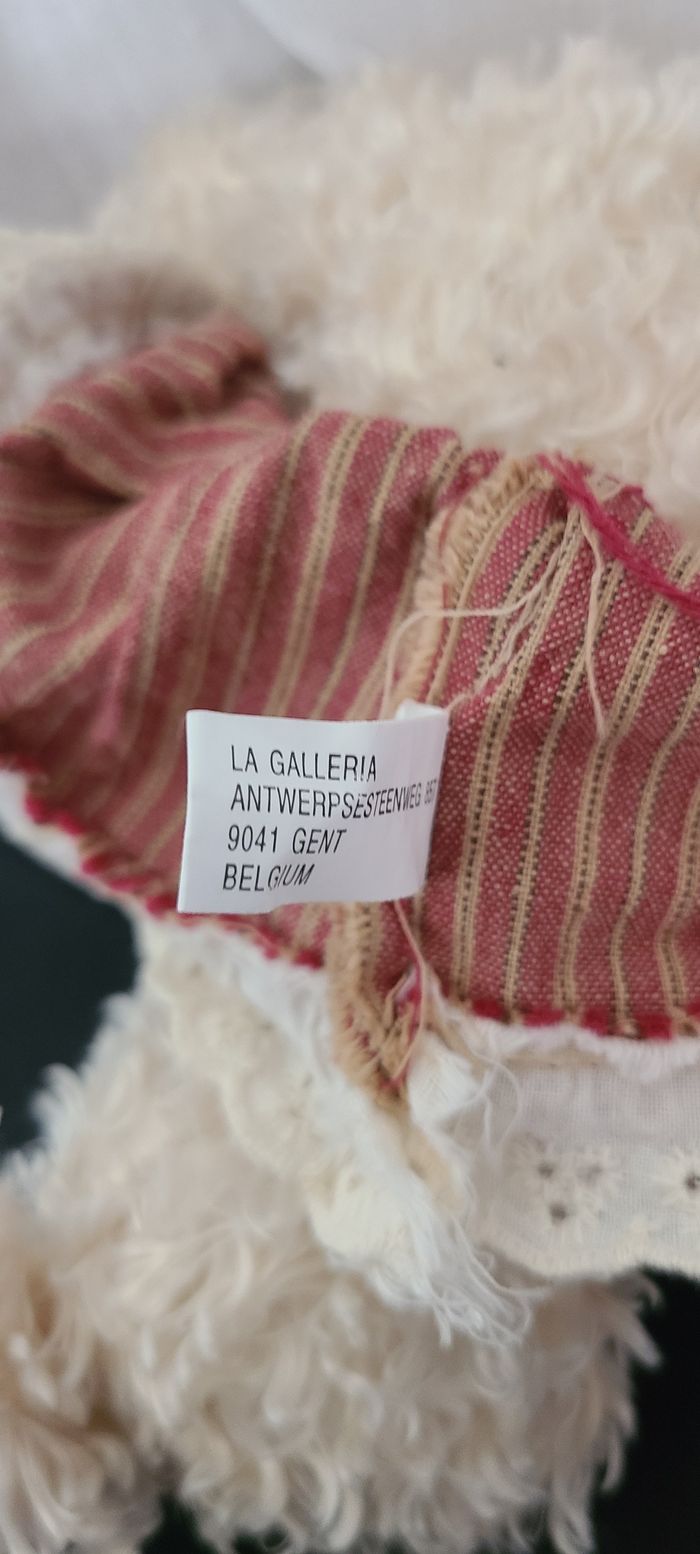 LA GALLERIA
ANTWERPSESTEENWEG
9041 GENT
BELGIUM